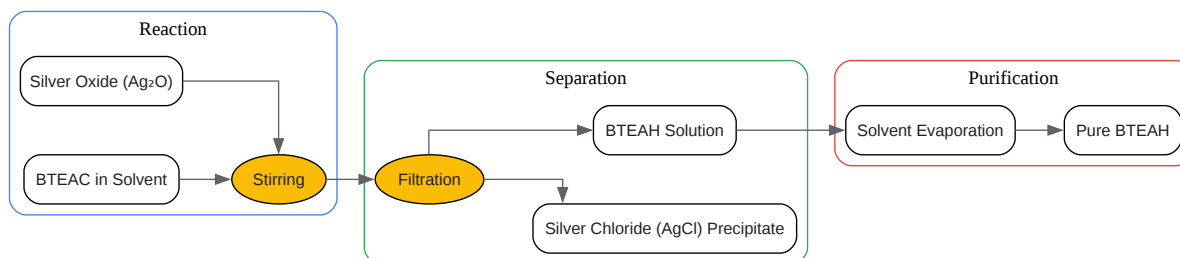 Reaction
Silver Oxide (Ag₂O)
BTEAC in Solvent
Stirring
Separation
Filtration
BTEAH Solution
Silver Chloride (AgCl) Precipitate
Purification
Solvent Evaporation
Pure BTEAH